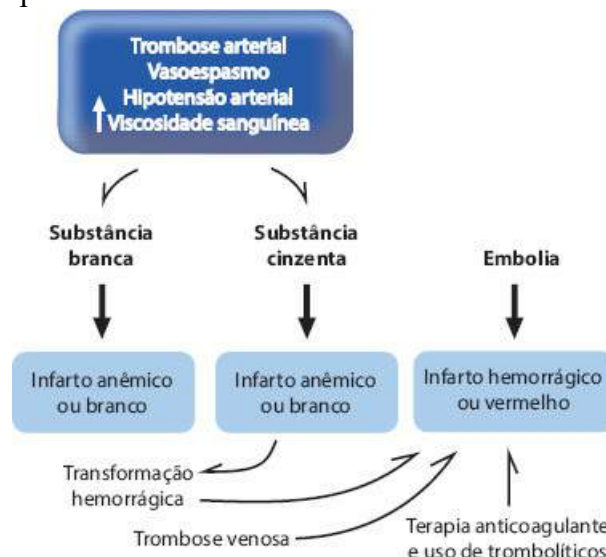 Trombose arterial
Vasoespasmo
Hipotensão arterial
Viscosidade sanguínea
Substância
branca
Substância
cinzenta
Embolia
Infarto anêmico
ou branco
Infarto anêmico
ou branco
Infarto hemorrágico
ou vermelho
Transformação
hemorrágica
Trombose venosa
Terapia anticoagulante
e uso de trombolíticos